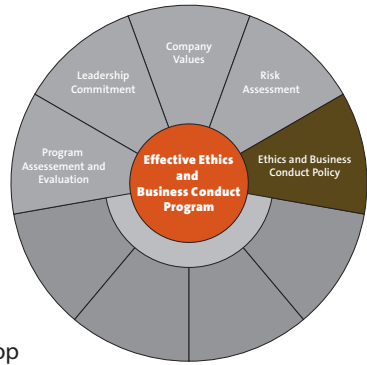 Company
Values
Leadership
Commitment
Risk
Assessment
Program
Assessement and
Evaluation
Effective Ethics
and
Business Conduct
Program
Ethics and Business
Conduct Policy
op